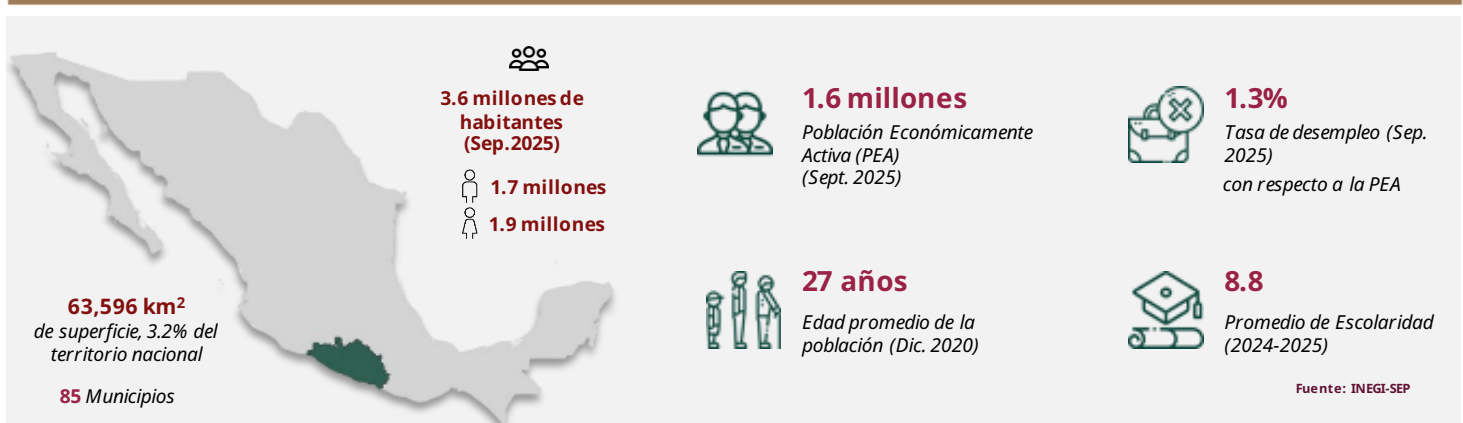 3.6 millones de
habitantes
(Sep.2025)
1.7 millones
1.9 millones
63,596 km²
de superficie, 3.2% del
territorio nacional
85 Municipios
1.6 millones
Población Económicamente
Activa (PEA)
(Sept. 2025)
1.3%
Tasa de desempleo (Sep.
2025)
con respecto a la PEA
27 años
Edad promedio de la
población (Dic. 2020)
8.8
Promedio de Escolaridad
(2024-2025)
Fuente: INEGI-SEP